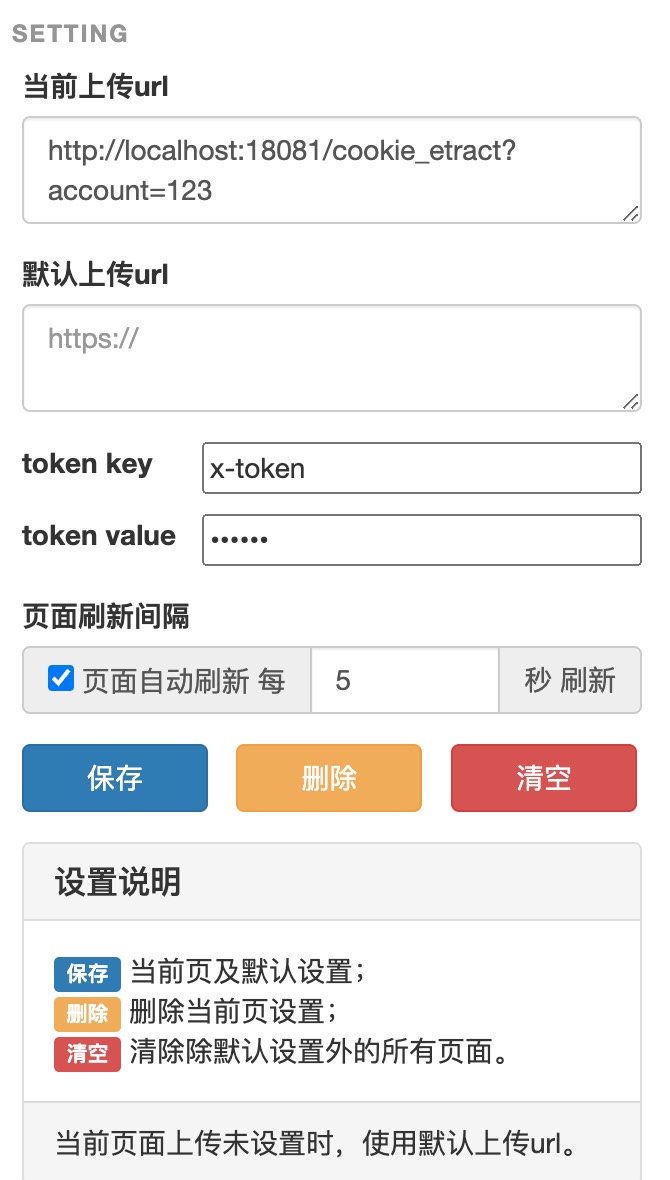 SETTING
当前上传url
http://localhost:18081/cookie_etract?
account=123
默认上传url
https://
token key x-token
token value ••••••
页面刷新间隔
页面自动刷新 每 5 秒 刷新
保存 删除 清空
设置说明
保存 当前页及默认设置；
删除 删除当前页设置；
清空 清除除默认设置外的所有页面。
当前页面上传未设置时，使用默认上传url。